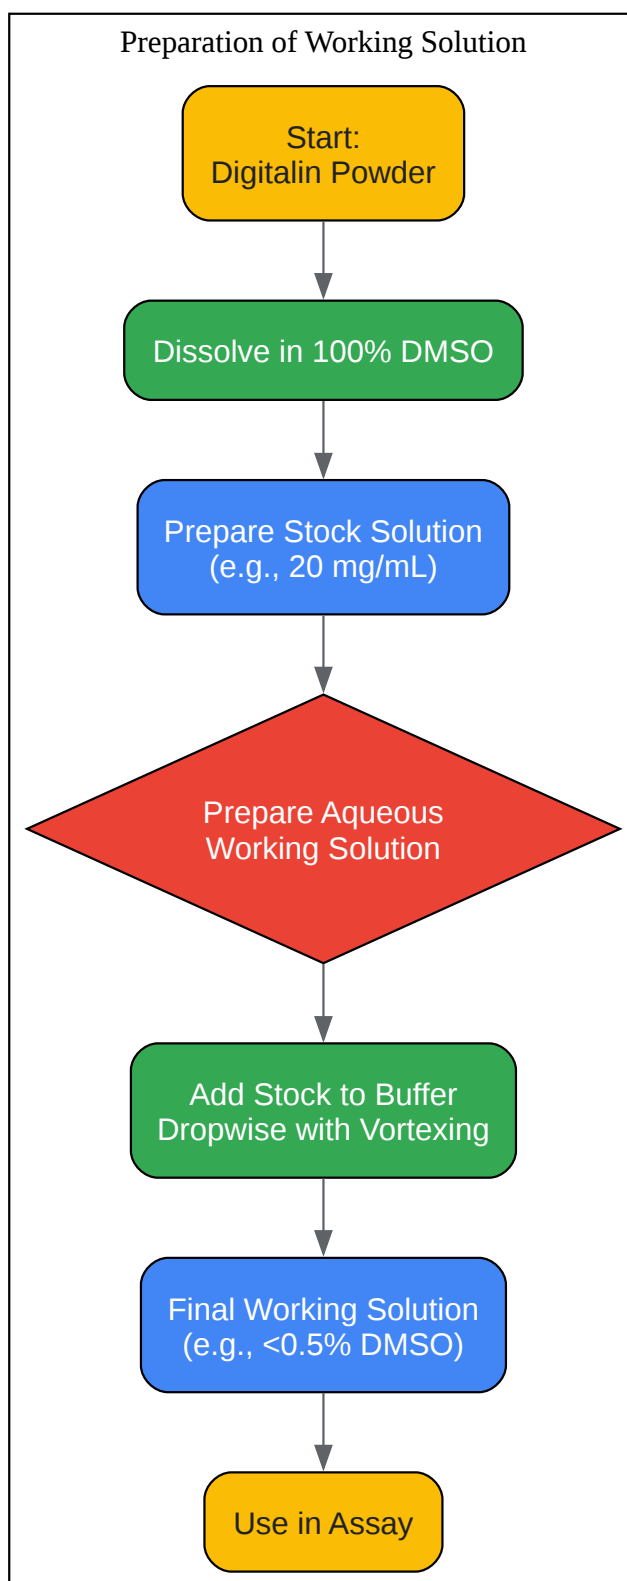 Preparation of Working Solution
Start:
Digitalin Powder
Dissolve in 100% DMSO
Prepare Stock Solution
(e.g., 20 mg/mL)
Prepare Aqueous
Working Solution
Add Stock to Buffer
Dropwise with Vortexing
Final Working Solution
(e.g., <0.5% DMSO)
Use in Assay